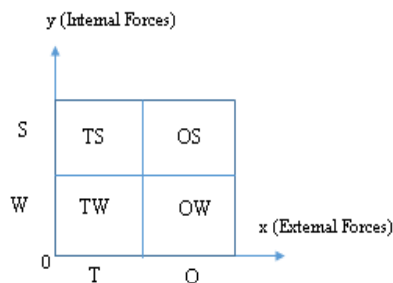 y (Internal Forces)
S
TS
OS
W
TW
OW
x (External Forces)
0
T
O